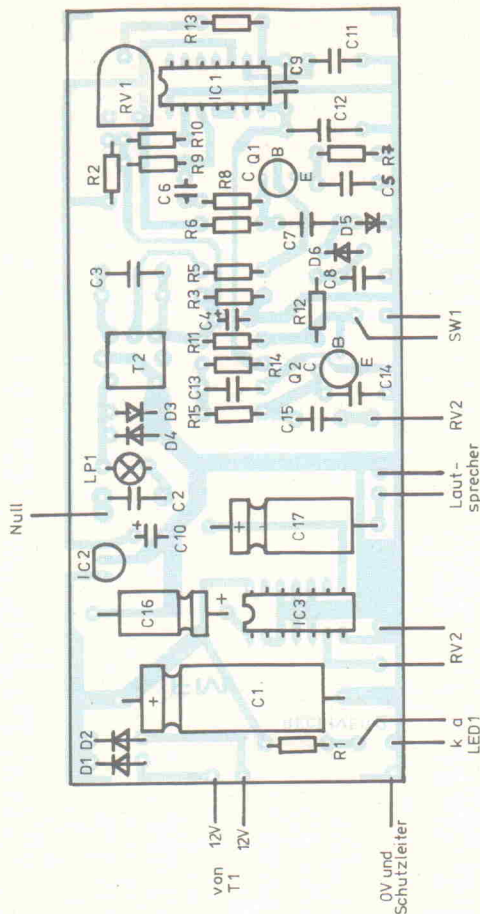 Null
D1
D2
C1
C16
IC2
C10
C2
LP1
D4
D3
T2
C3
R2
RV1
R13
IC1
C9
C11
R10
R9
C6
R8
R6
R5
R3
C4
R11
R14
C13
R15
C15
Q2
C
B
E
C14
R12
C8
D6
D5
C7
Q1
C
B
E
C12
R7
C5
C17
IC3
R1
von
T1
12V
12V
0V und
Schutzleiter
k a
LED1
RV2
Laut-
sprecher
RV2
SW1